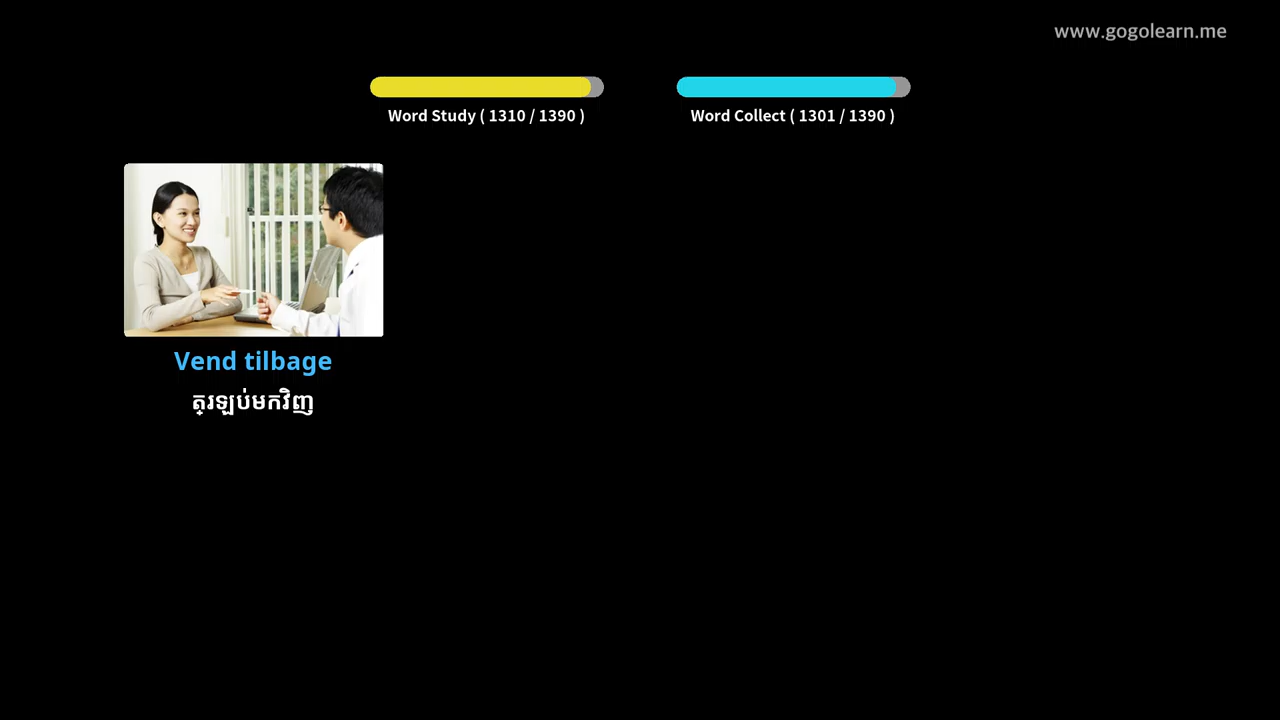 www.gogolearn.me
Word Study ( 1310 / 1390 )
Word Collect ( 1301 / 1390 )
Vend tilbage
ត្រឡប់មកវិញ